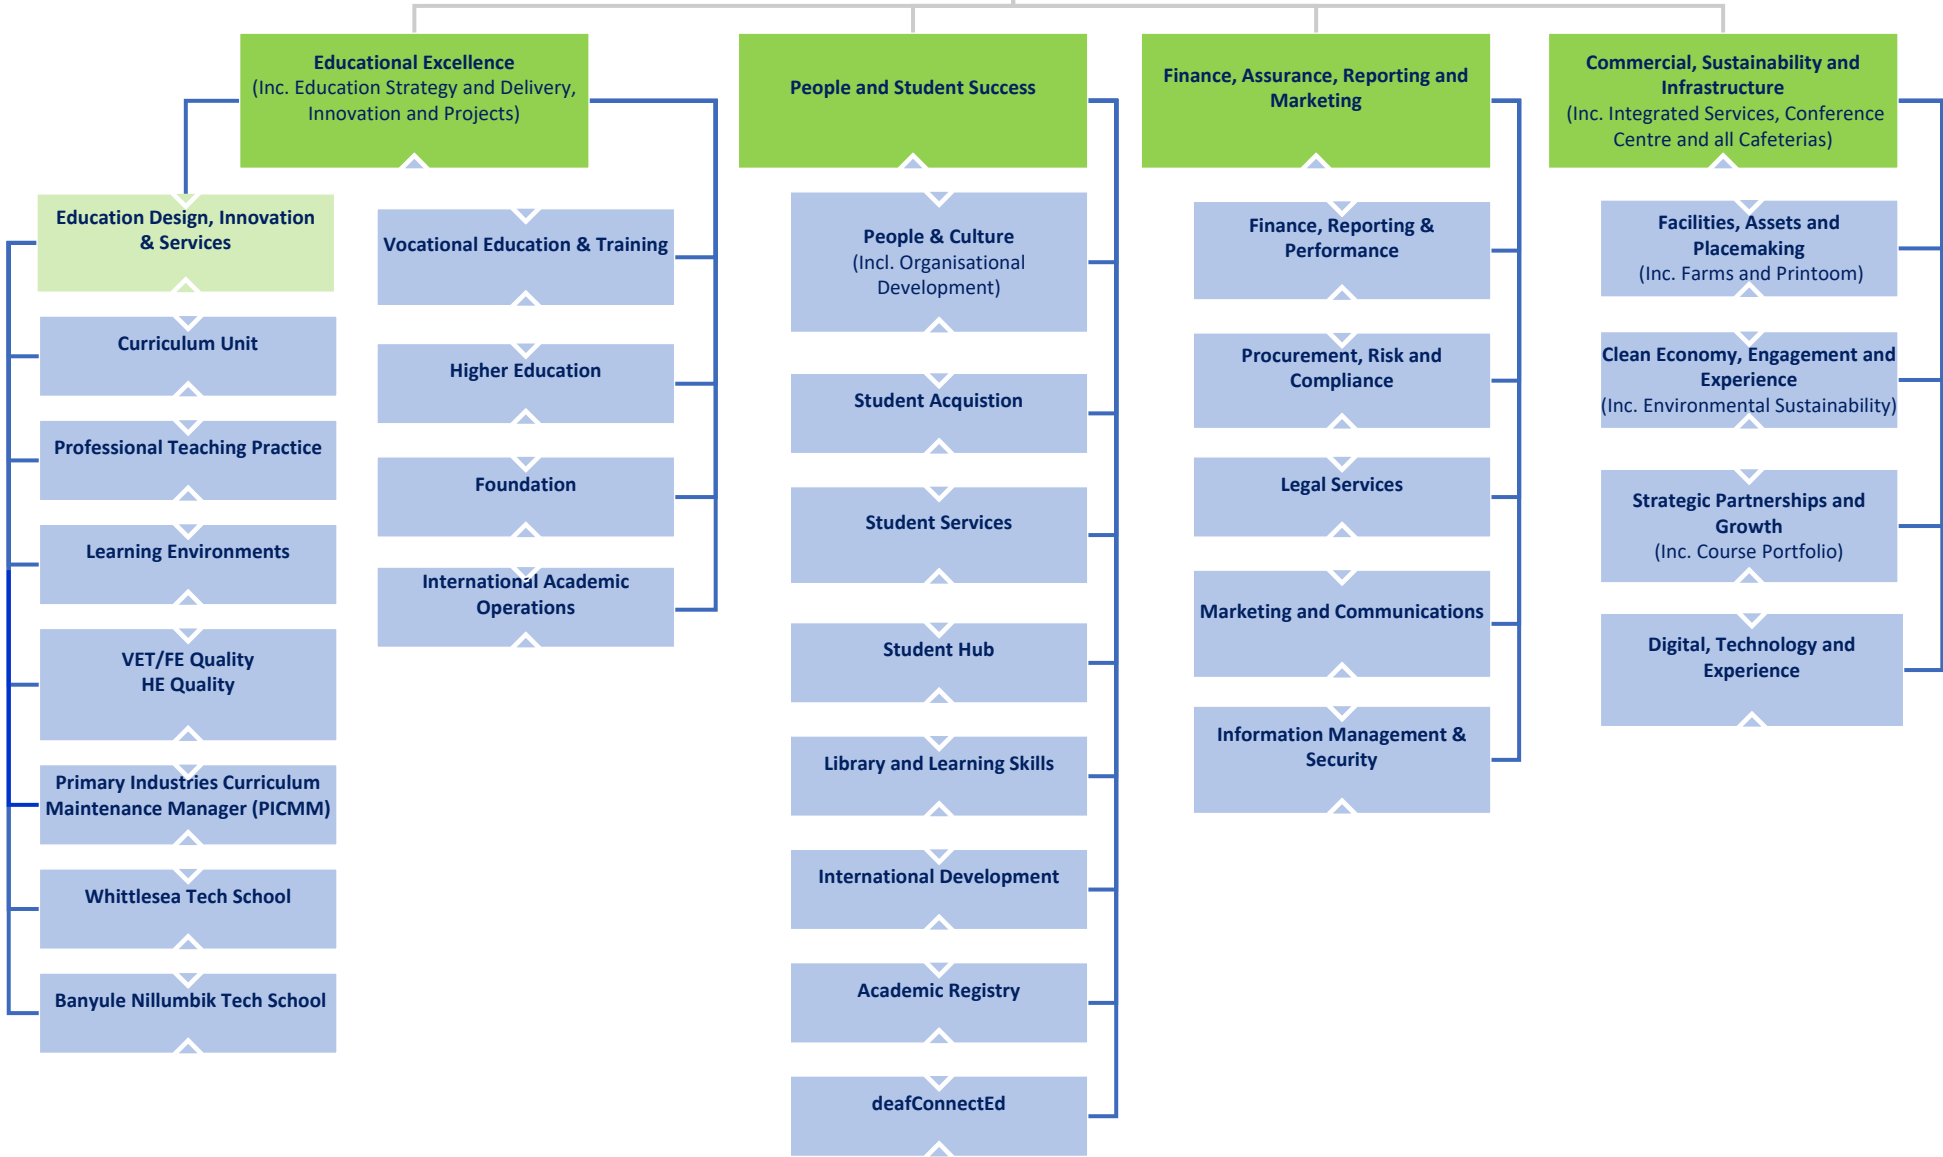 Educational Excellence
(Inc. Education Strategy and Delivery,
Innovation and Projects)
Education Design, Innovation
& Services
Curriculum Unit
Professional Teaching Practice
Learning Environments
VET/FE Quality
HE Quality
Primary Industries Curriculum
Maintenance Manager (PICMM)
Whittlesea Tech School
Banyule Nillumbik Tech School
Vocational Education & Training
Higher Education
Foundation
International Academic
Operations
People and Student Success
People & Culture
(Incl. Organisational
Development)
Student Acquistion
Student Services
Student Hub
Library and Learning Skills
International Development
Academic Registry
deafConnectEd
Finance, Assurance, Reporting and
Marketing
Finance, Reporting &
Performance
Procurement, Risk and
Compliance
Legal Services
Marketing and Communications
Information Management &
Security
Commercial, Sustainability and
Infrastructure
(Inc. Integrated Services, Conference
Centre and all Cafeterias)
Facilities, Assets and
Placemaking
(Inc. Farms and Printoom)
Clean Economy, Engagement and
Experience
(Inc. Environmental Sustainability)
Strategic Partnerships and
Growth
(Inc. Course Portfolio)
Digital, Technology and
Experience